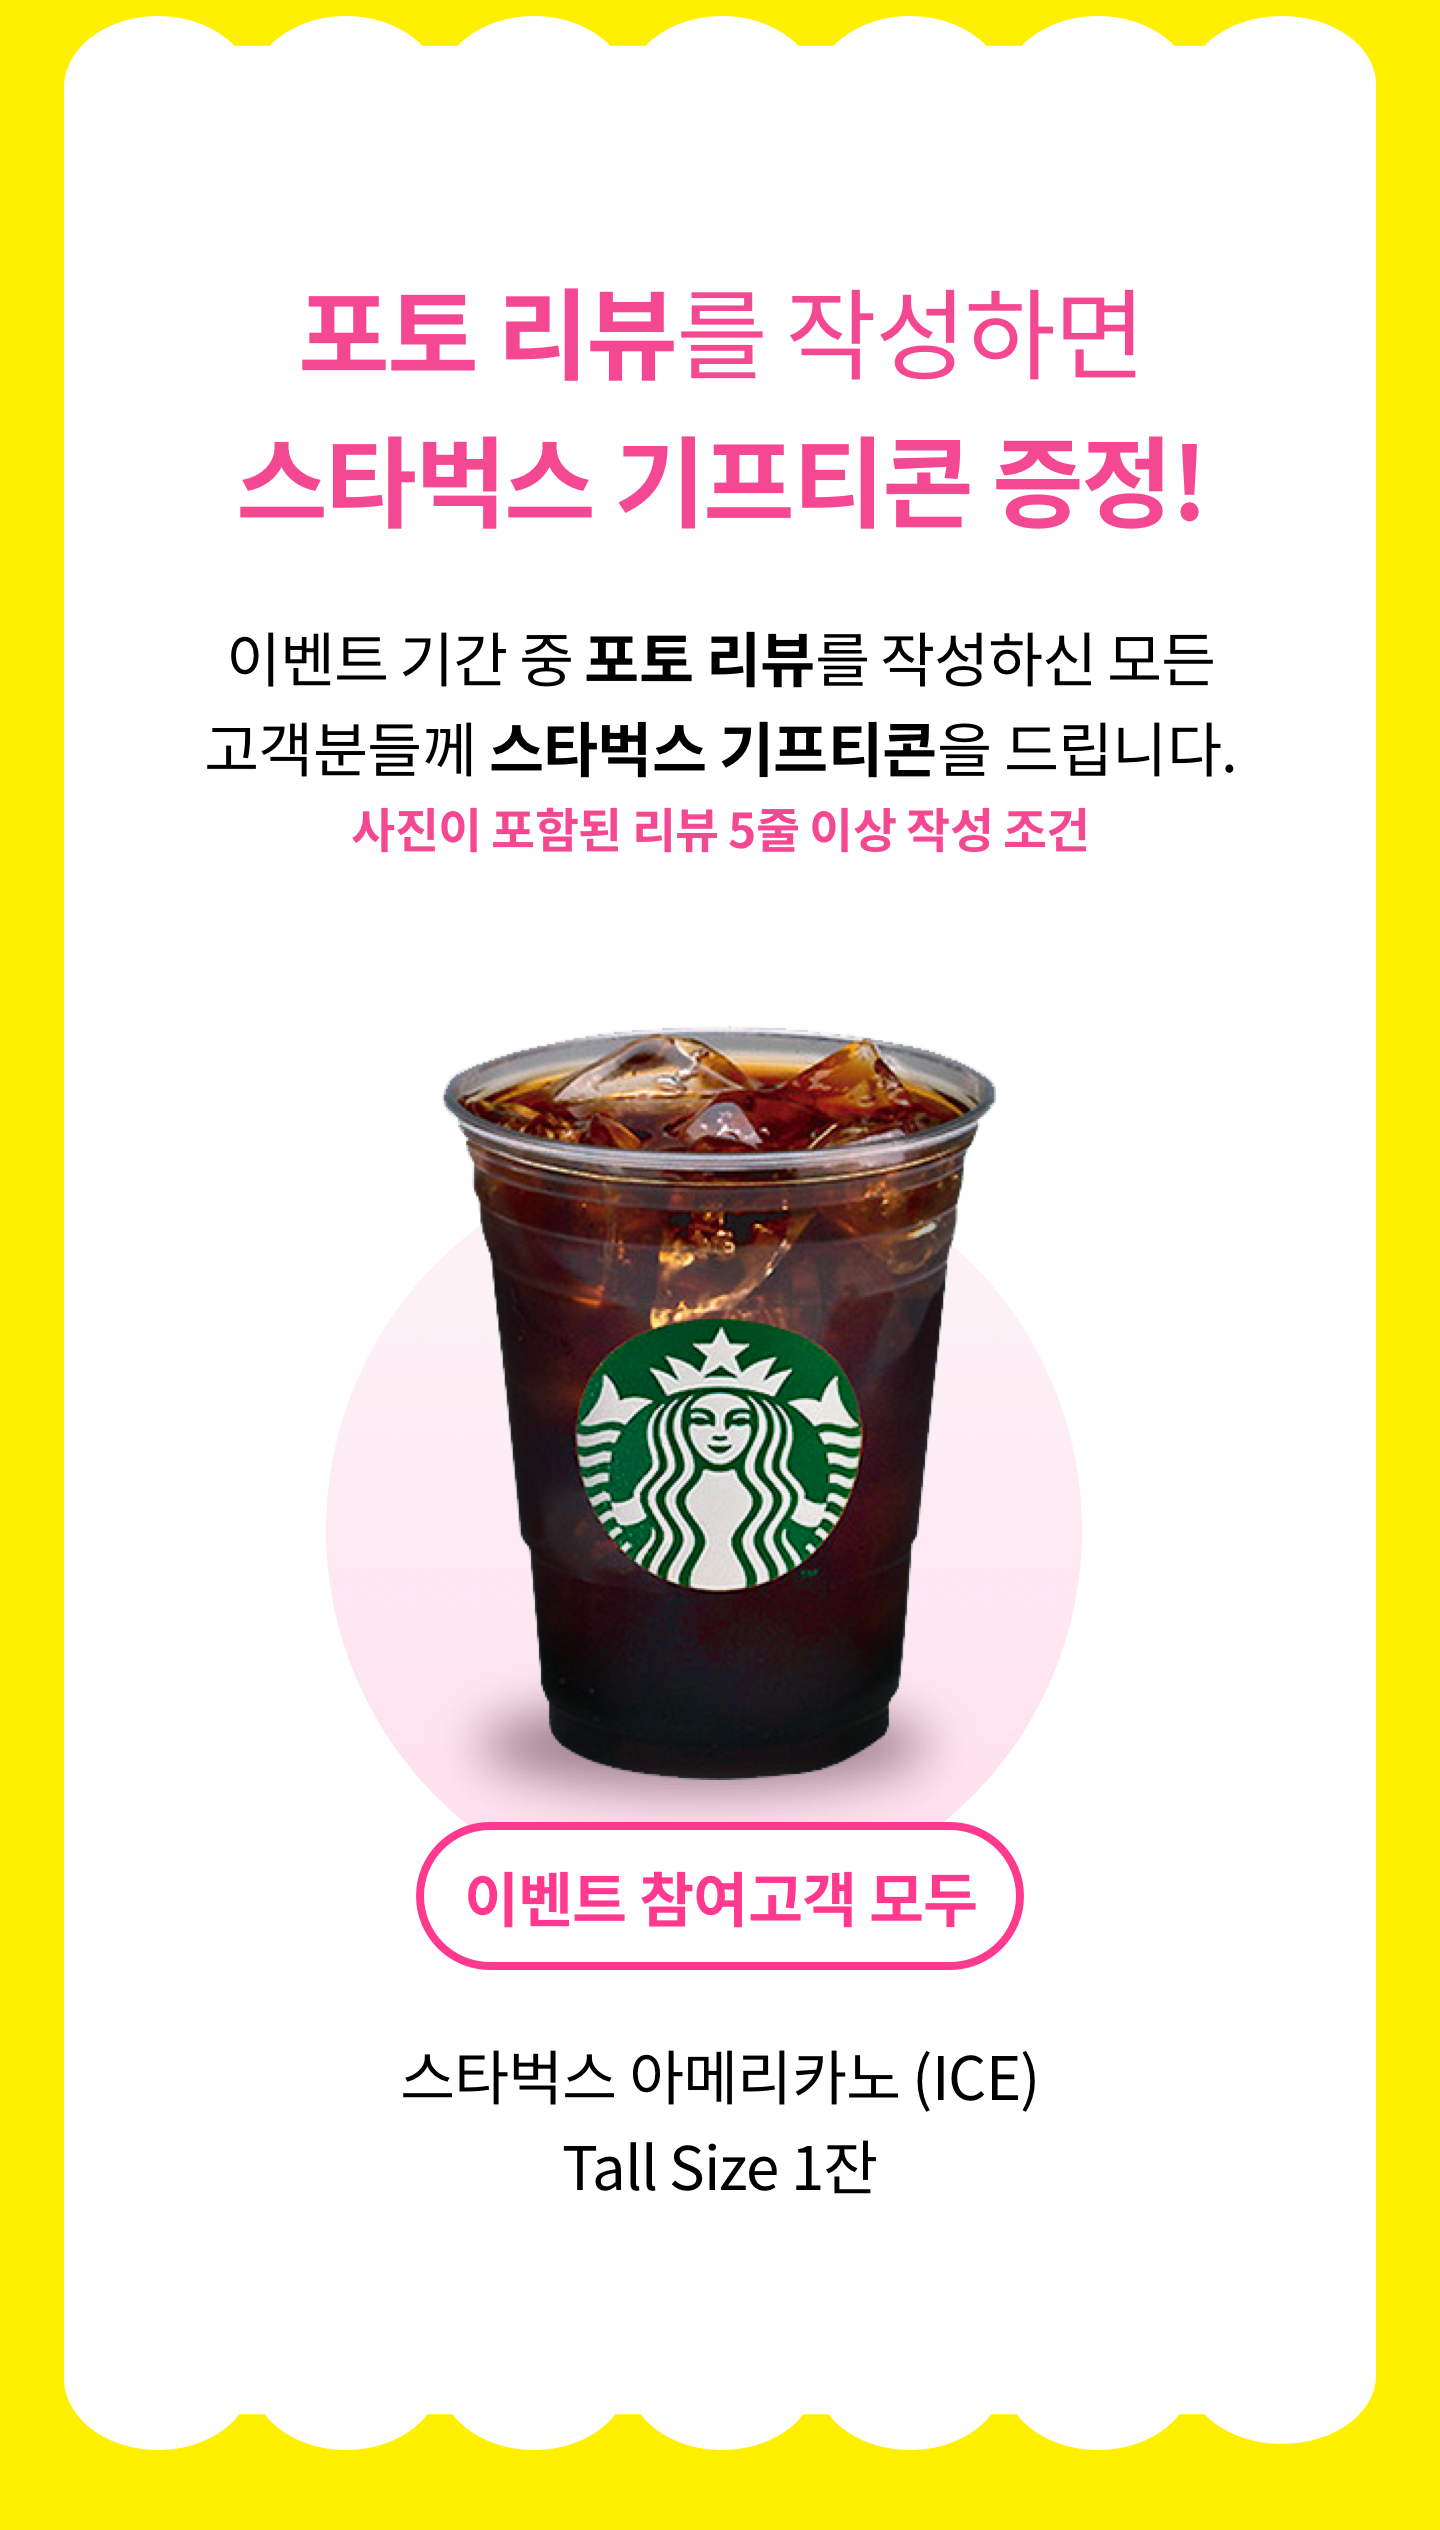 포토 리뷰를 작성하면
스타벅스 기프티콘 증정!
이벤트 기간 중 포토 리뷰를 작성하신 모든
고객분들께 스타벅스 기프티콘을 드립니다.
사진이 포함된 리뷰 5줄 이상 작성 조건
TM
이벤트 참여고객 모두
스타벅스 아메리카노 (ICE)
Tall Size 1잔